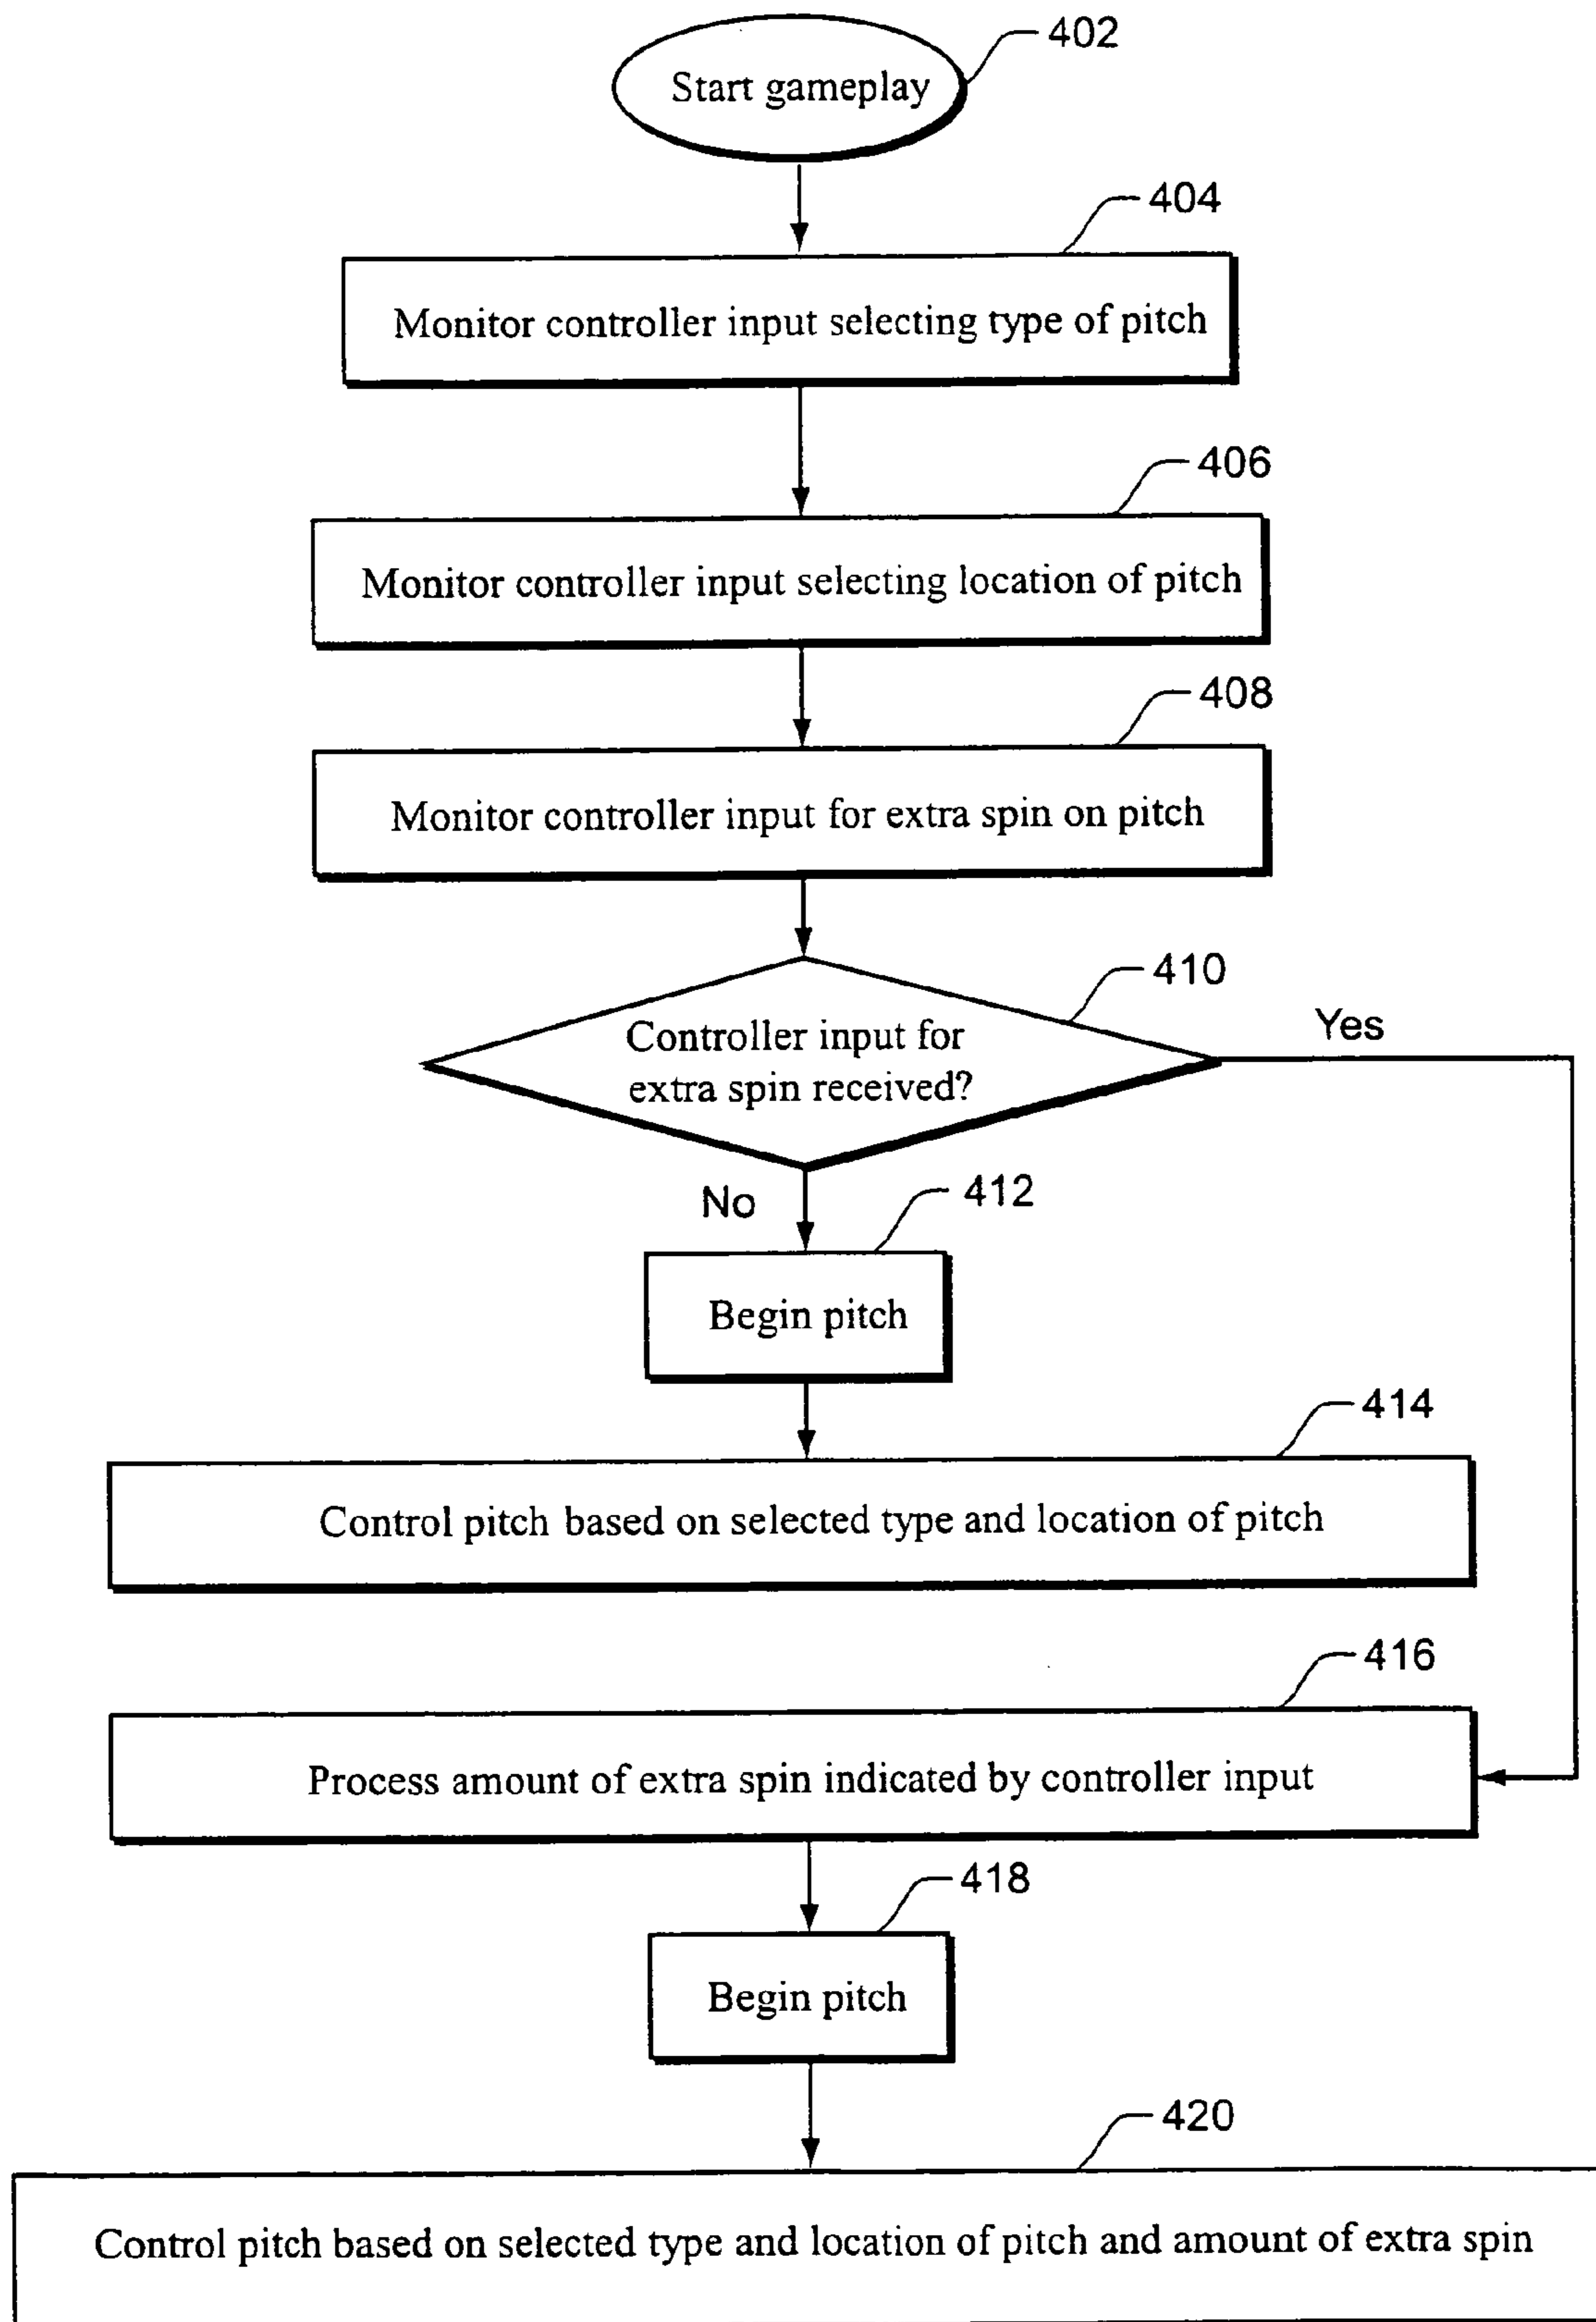 402
Start gameplay
404
Monitor controller input selecting type of pitch
406
Monitor controller input selecting location of pitch
408
Monitor controller input for extra spin on pitch
410
Controller input for
extra spin received?
Yes
No
412
Begin pitch
414
Control pitch based on selected type and location of pitch
416
Process amount of extra spin indicated by controller input
418
Begin pitch
420
Control pitch based on selected type and location of pitch and amount of extra spin